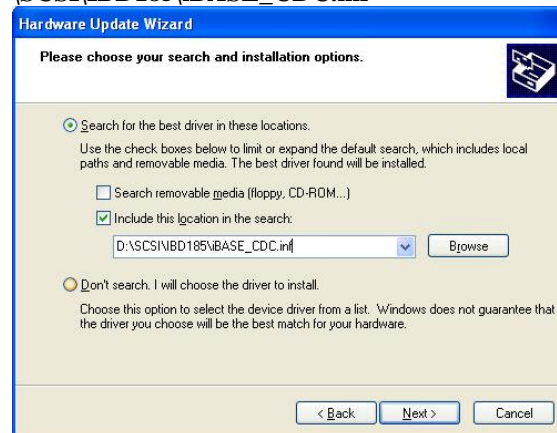 \SCSI\IBD185\iBASE_CDC.inf
Hardware Update Wizard
Please choose your search and installation options.
Search for the best driver in these locations.
Use the check boxes below to limit or expand the default search, which includes local
paths and removable media. The best driver found will be installed.
Search removable media (floppy, CD-ROM...)
Include this location in the search:
D:\SCSI\IBD185\iBASE_CDC.inf
Browse
Don't search. I will choose the driver to install.
Choose this option to select the device driver from a list. Windows does not guarantee that
the driver you choose will be the best match for your hardware.
< Back Next > Cancel